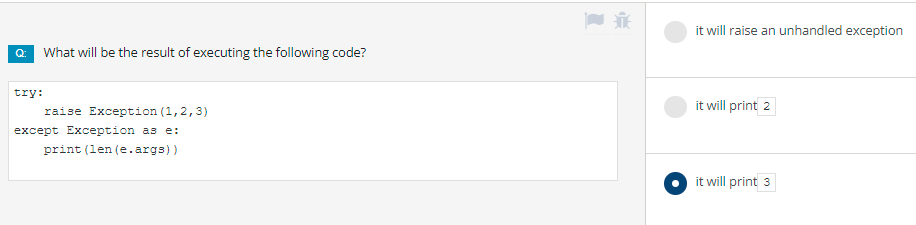 Q: What will be the result of executing the following code?
try:
    raise Exception(1,2,3)
except Exception as e:
    print(len(e.args))
it will raise an unhandled exception
it will print 2
it will print 3